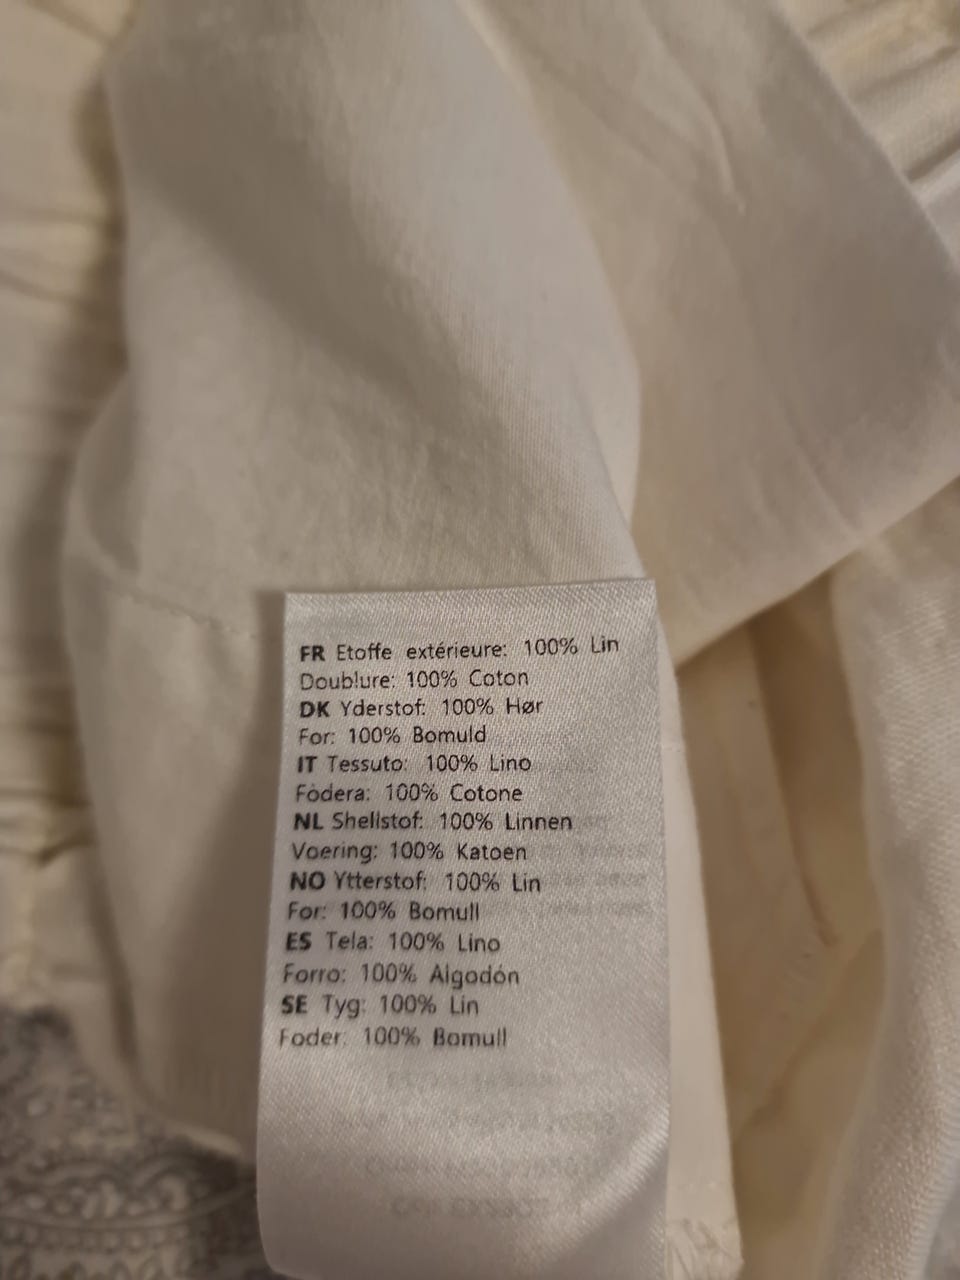 FR Etoffe extérieure: 100% Lin
Doublure: 100% Coton
DK Yderstof: 100% Hør
For: 100% Bomuld
IT Tessuto: 100% Lino
Fòdera: 100% Cotone
NL Shellstof: 100% Linnen
Voering: 100% Katoen
NO Ytterstof: 100% Lin
For: 100% Bomull
ES Tela: 100% Lino
Forro: 100% Algodón
SE Tyg: 100% Lin
Foder: 100% Bomull